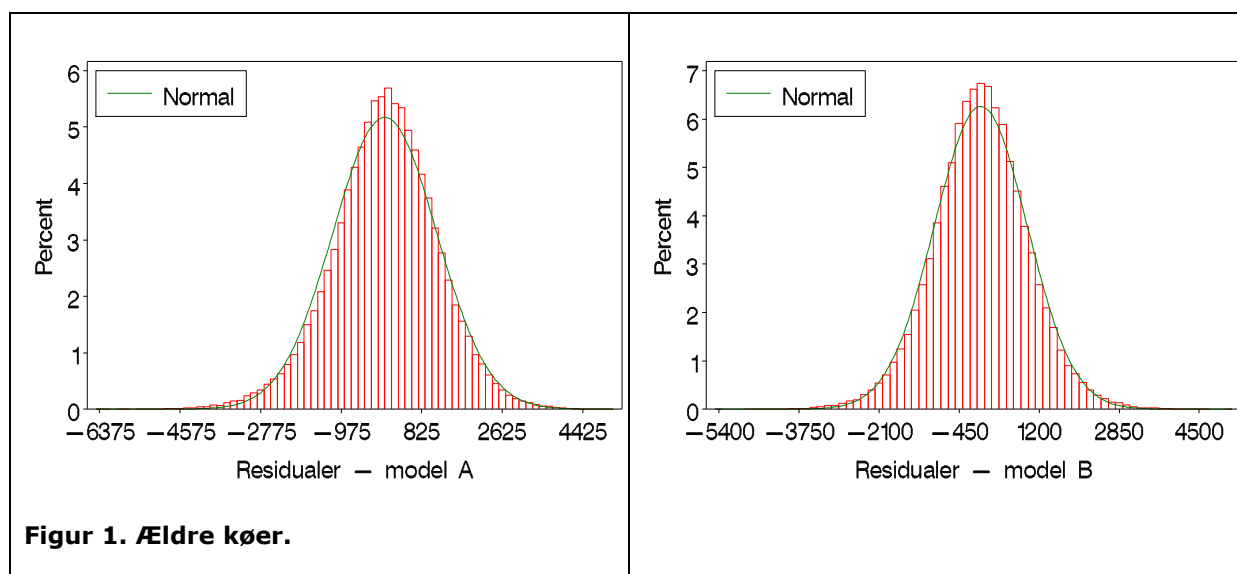 6
5
4
3
2
1
0
Percent
Normal
−6375 −4575 −2775 −975 825 2625 4425
Residualer − model A
7
6
5
4
3
2
1
0
Percent
Normal
−5400 −3750 −2100 −450 1200 2850 4500
Residualer − model B
Figur 1. Ældre køer.